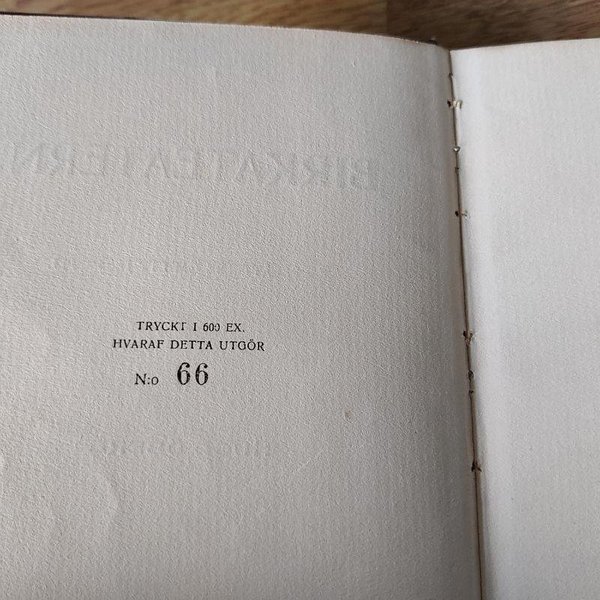 TRYCKT I 600 EX.
HVARAF DETTA UTGÖR
N:o 66